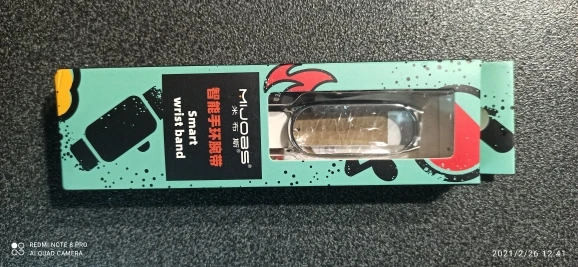 MIJOBS®
米布斯®
智能手环腕带
Smart
wrist band
REDMI NOTE 8 PRO
AI QUAD CAMERA
2021/2/26 12:41